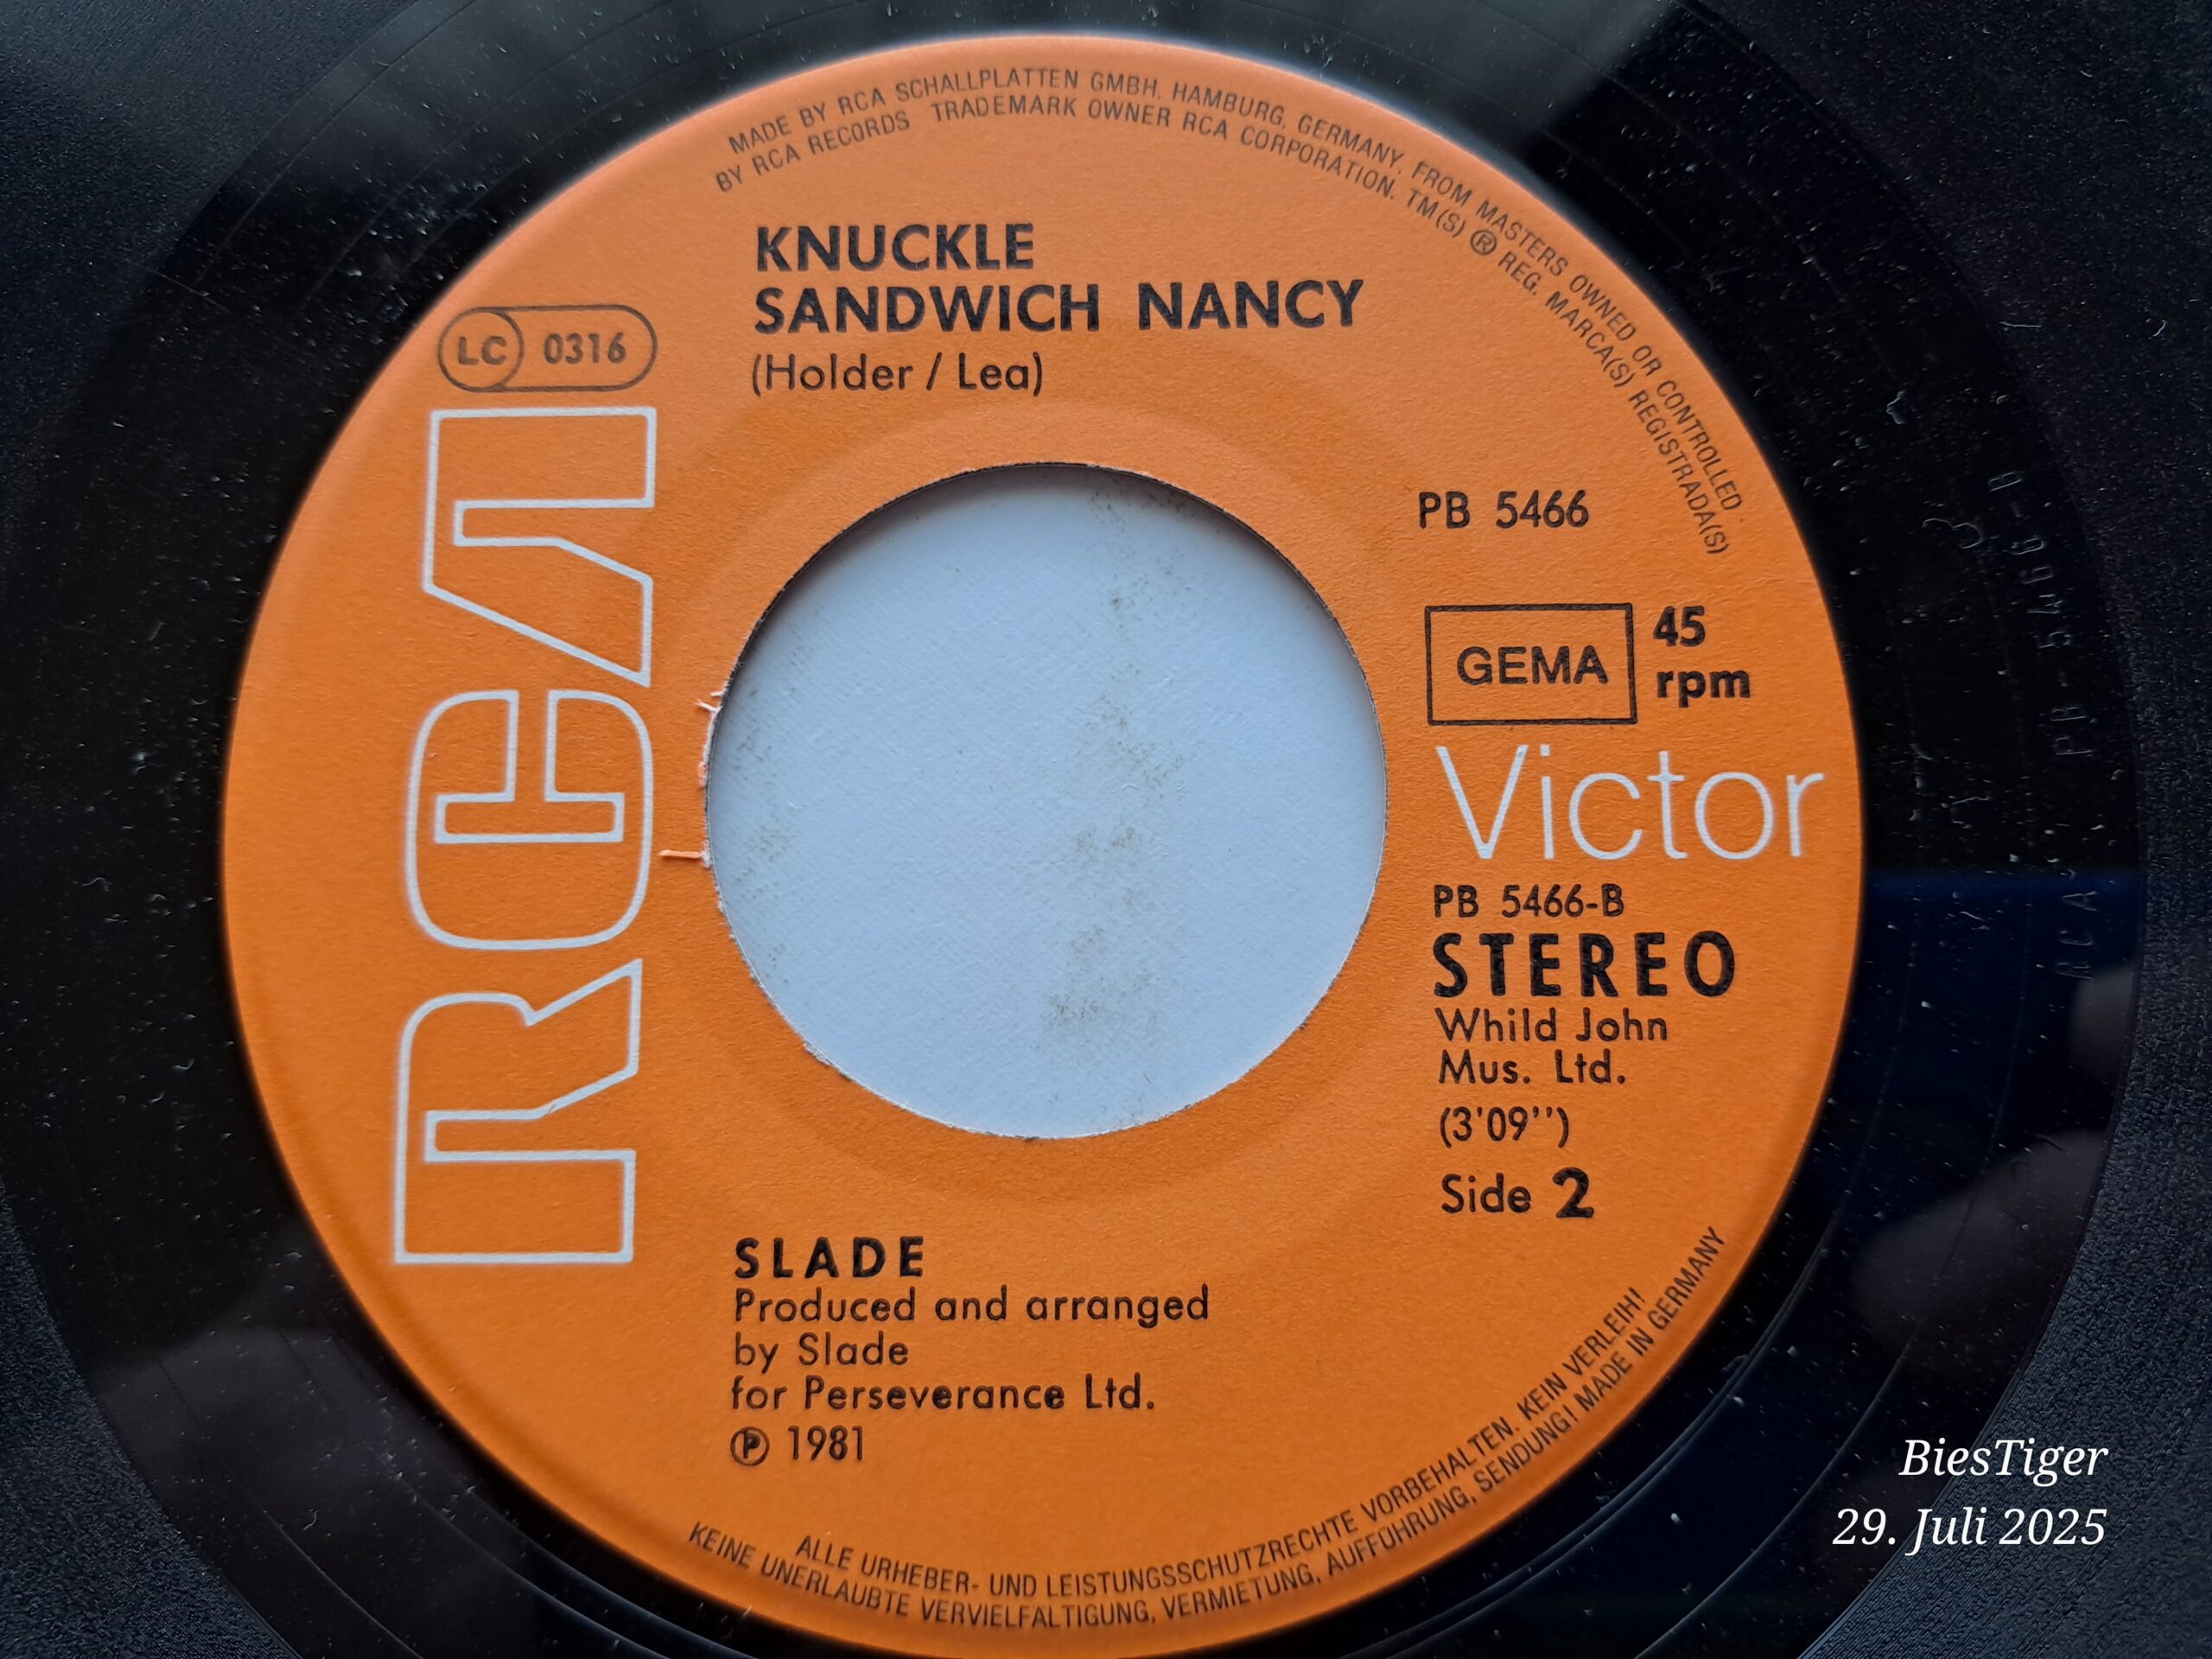 MADE BY RCA SCHALLPLATTEN GMBH, HAMBURG, GERMANY, FROM MASTERS OWNED OR CONTROLLED
BY RCA RECORDS TRADEMARK OWNER RCA CORPORATION. TM(S) ® REG. MARCA(S) REGISTRADA(S)
KNUCKLE
SANDWICH NANCY
(Holder / Lea)
LC 0316
RCA
PB 5466
GEMA
45
rpm
Victor
PB 5466-B
STEREO
Whild John
Mus. Ltd.
(3'09'')
Side 2
SLADE
Produced and arranged
by Slade
for Perseverance Ltd.
℗ 1981
ALLE URHEBER- UND LEISTUNGSSCHUTZRECHTE VORBEHALTEN. KEIN VERLEIH!
KEINE UNERLAUBTE VERVIELFÄLTIGUNG, VERMIETUNG, AUFFÜHRUNG, SENDUNG! MADE IN GERMANY
RCA PB-5466-B
BiesTiger
29. Juli 2025